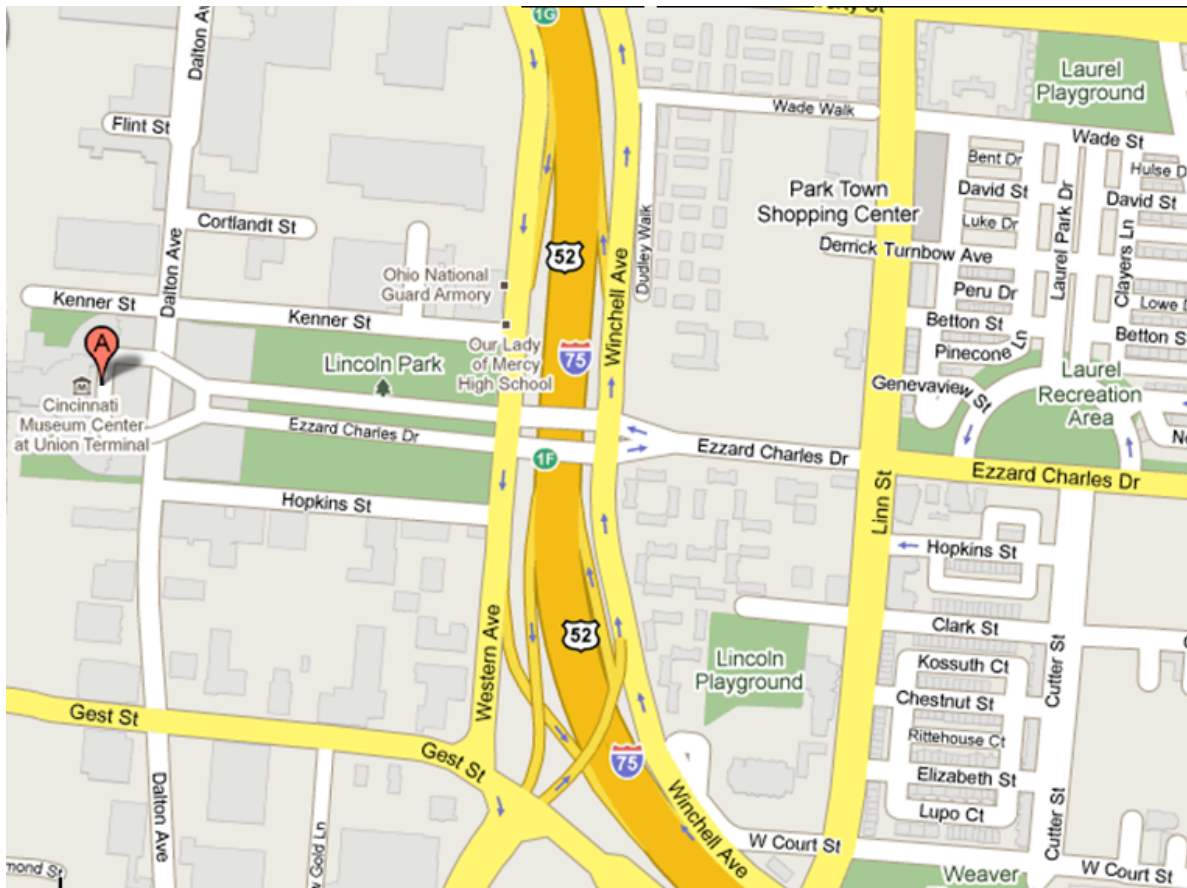 1G
Dalton Ave
Laurel
Playground
Flint St
Wade Walk
Wade St
Bent Dr
Hulse D
David St
David St
Park Town
Shopping Center
Luke Dr
Laurel Park Dr
Clayers Ln
Cortlandt St
Dalton Ave
52
Winchell Ave
Dudley Walk
Derrick Turnbow Ave
Ohio National
Guard Armory
Peru Dr
Lowe D
Kenner St
Kenner St
Betton St
Betton St
A
Our Lady
of Mercy
High School
75
Pinecone Ln
Lincoln Park
Genevaview St
Laurel
Recreation
Area
Cincinnati
Museum Center
at Union Terminal
M
Ezzard Charles Dr
1F
Ezzard Charles Dr
Ezzard Charles Dr
Linn St
Hopkins St
Hopkins St
Western Ave
52
Clark St
Lincoln
Playground
Kossuth Ct
Cutter St
Chestnut St
Gest St
Gest St
Rittehouse Ct
75
Elizabeth St
Dalton Ave
Winchell Ave
Lupo Ct
Cutter St
w Gold Ln
W Court St
mond St
Weaver
W Court St